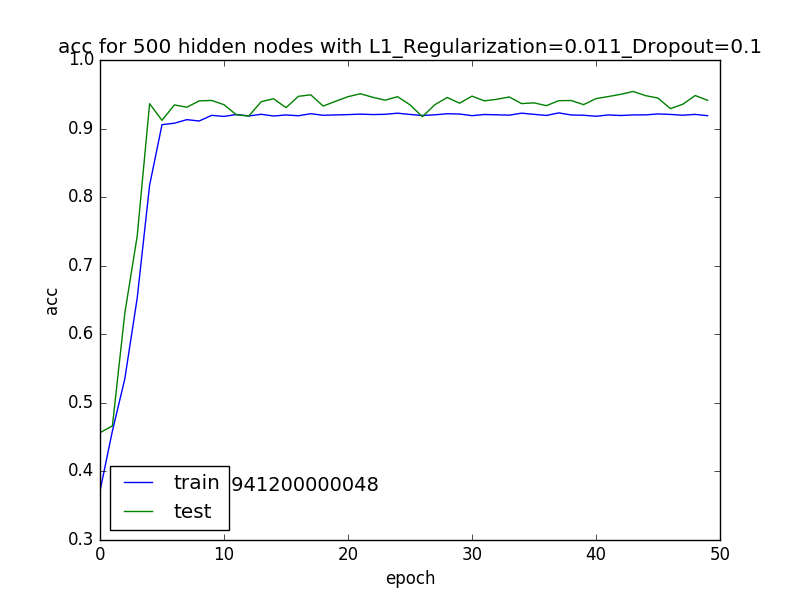 acc for 500 hidden nodes with L1_Regularization=0.011_Dropout=0.1
1.0
0.9
0.8
0.7
0.6
0.5
0.4
0.3
acc
train
941200000048
test
0 10 20 30 40 50
epoch